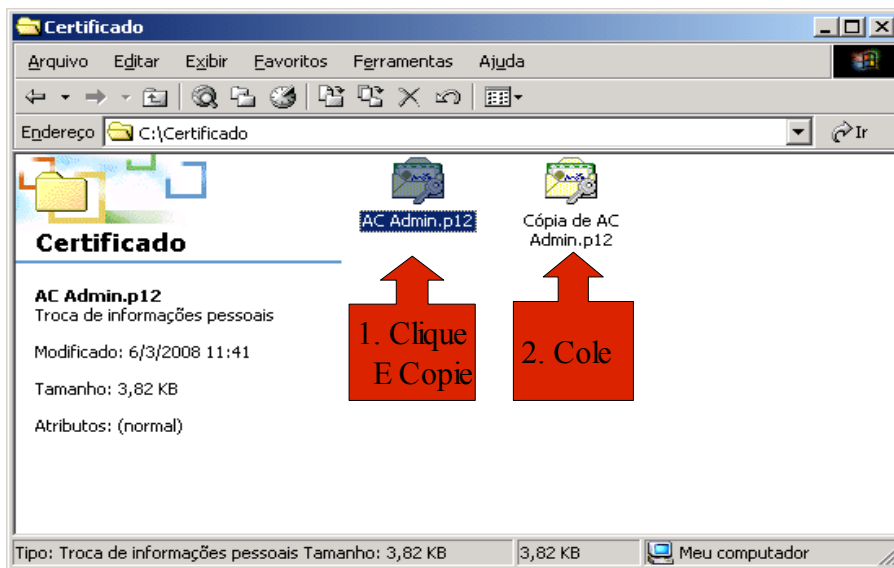 Certificado
Arquivo Editar Exibir Favoritos Ferramentas Ajuda
Endereço C:\Certificado Ir
AC Admin.p12
Cópia de AC
Admin.p12
Certificado
AC Admin.p12
Troca de informações pessoais
Modificado: 6/3/2008 11:41
Tamanho: 3,82 KB
Atributos: (normal)
1. Clique
E Copie
2. Cole
Tipo: Troca de informações pessoais Tamanho: 3,82 KB 3,82 KB Meu computador